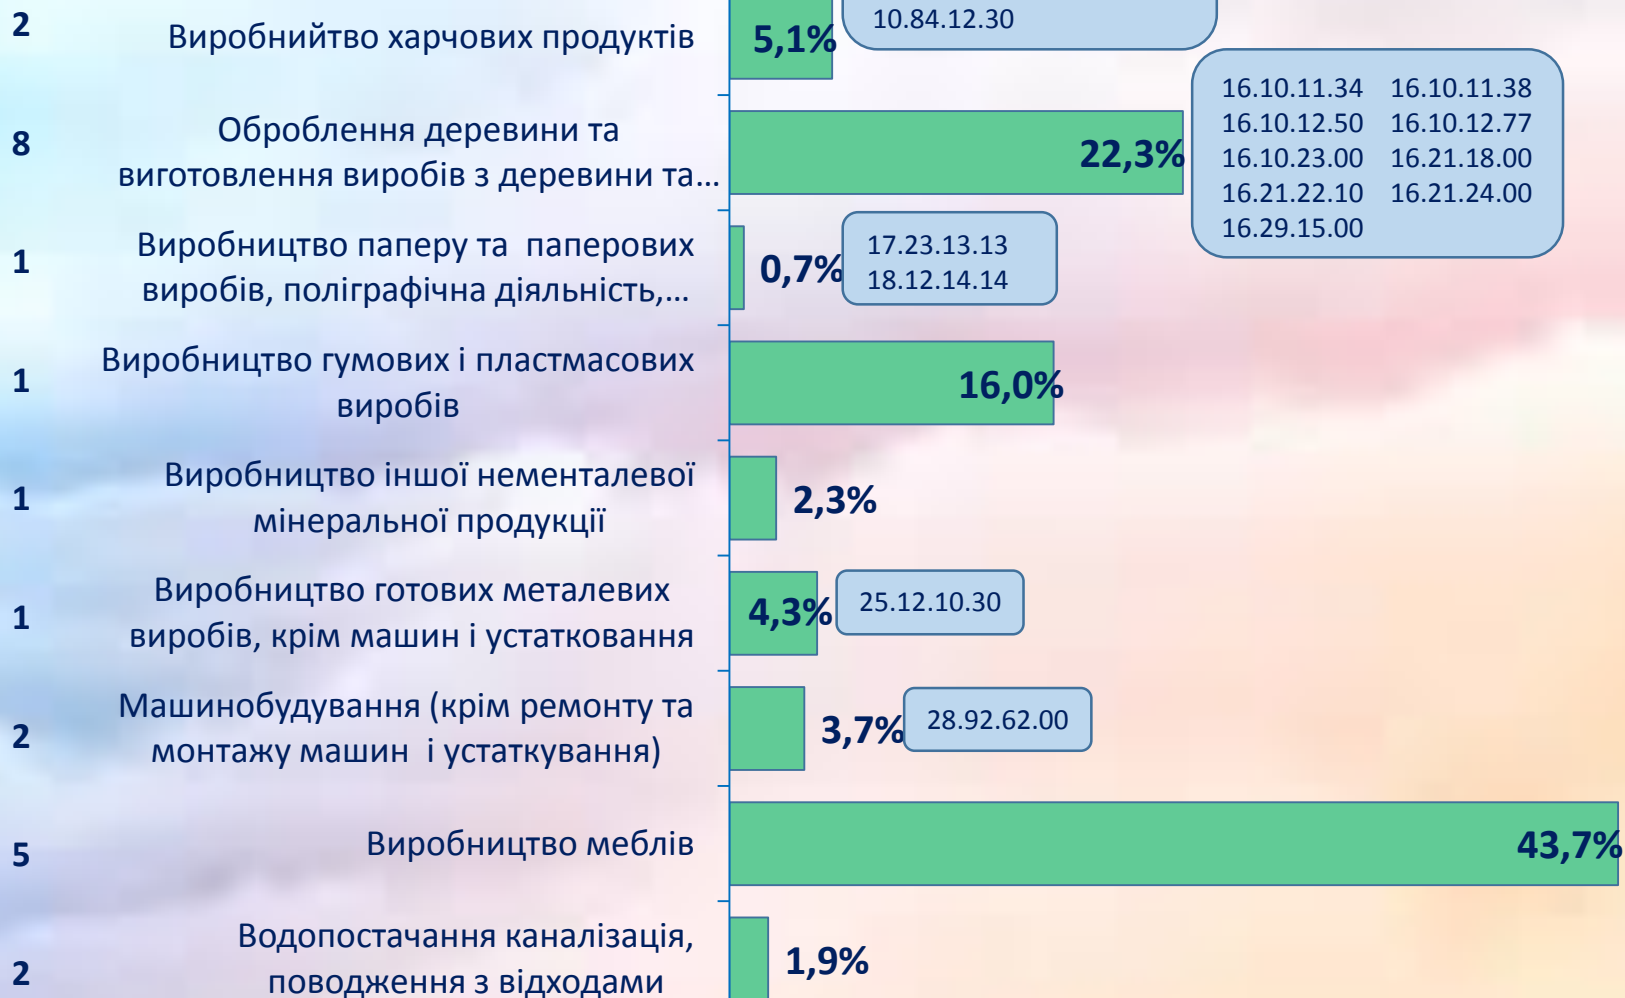 10.84.12.30
2
Виробнийтво харчових продуктів
5,1%
8
Оброблення деревини та
виготовлення виробів з деревини та…
22,3%
16.10.11.34 16.10.11.38
16.10.12.50 16.10.12.77
16.10.23.00 16.21.18.00
16.21.22.10 16.21.24.00
16.29.15.00
1
Виробництво паперу та паперових
виробів, поліграфічна діяльність,…
0,7%
17.23.13.13
18.12.14.14
1
Виробництво гумових і пластмасових
виробів
16,0%
1
Виробництво іншої нементалевої
мінеральної продукції
2,3%
1
Виробництво готових металевих
виробів, крім машин і устатковання
4,3%
25.12.10.30
2
Машинобудування (крім ремонту та
монтажу машин і устаткування)
3,7%
28.92.62.00
5
Виробництво меблів
43,7%
2
Водопостачання каналізація,
поводження з відходами
1,9%